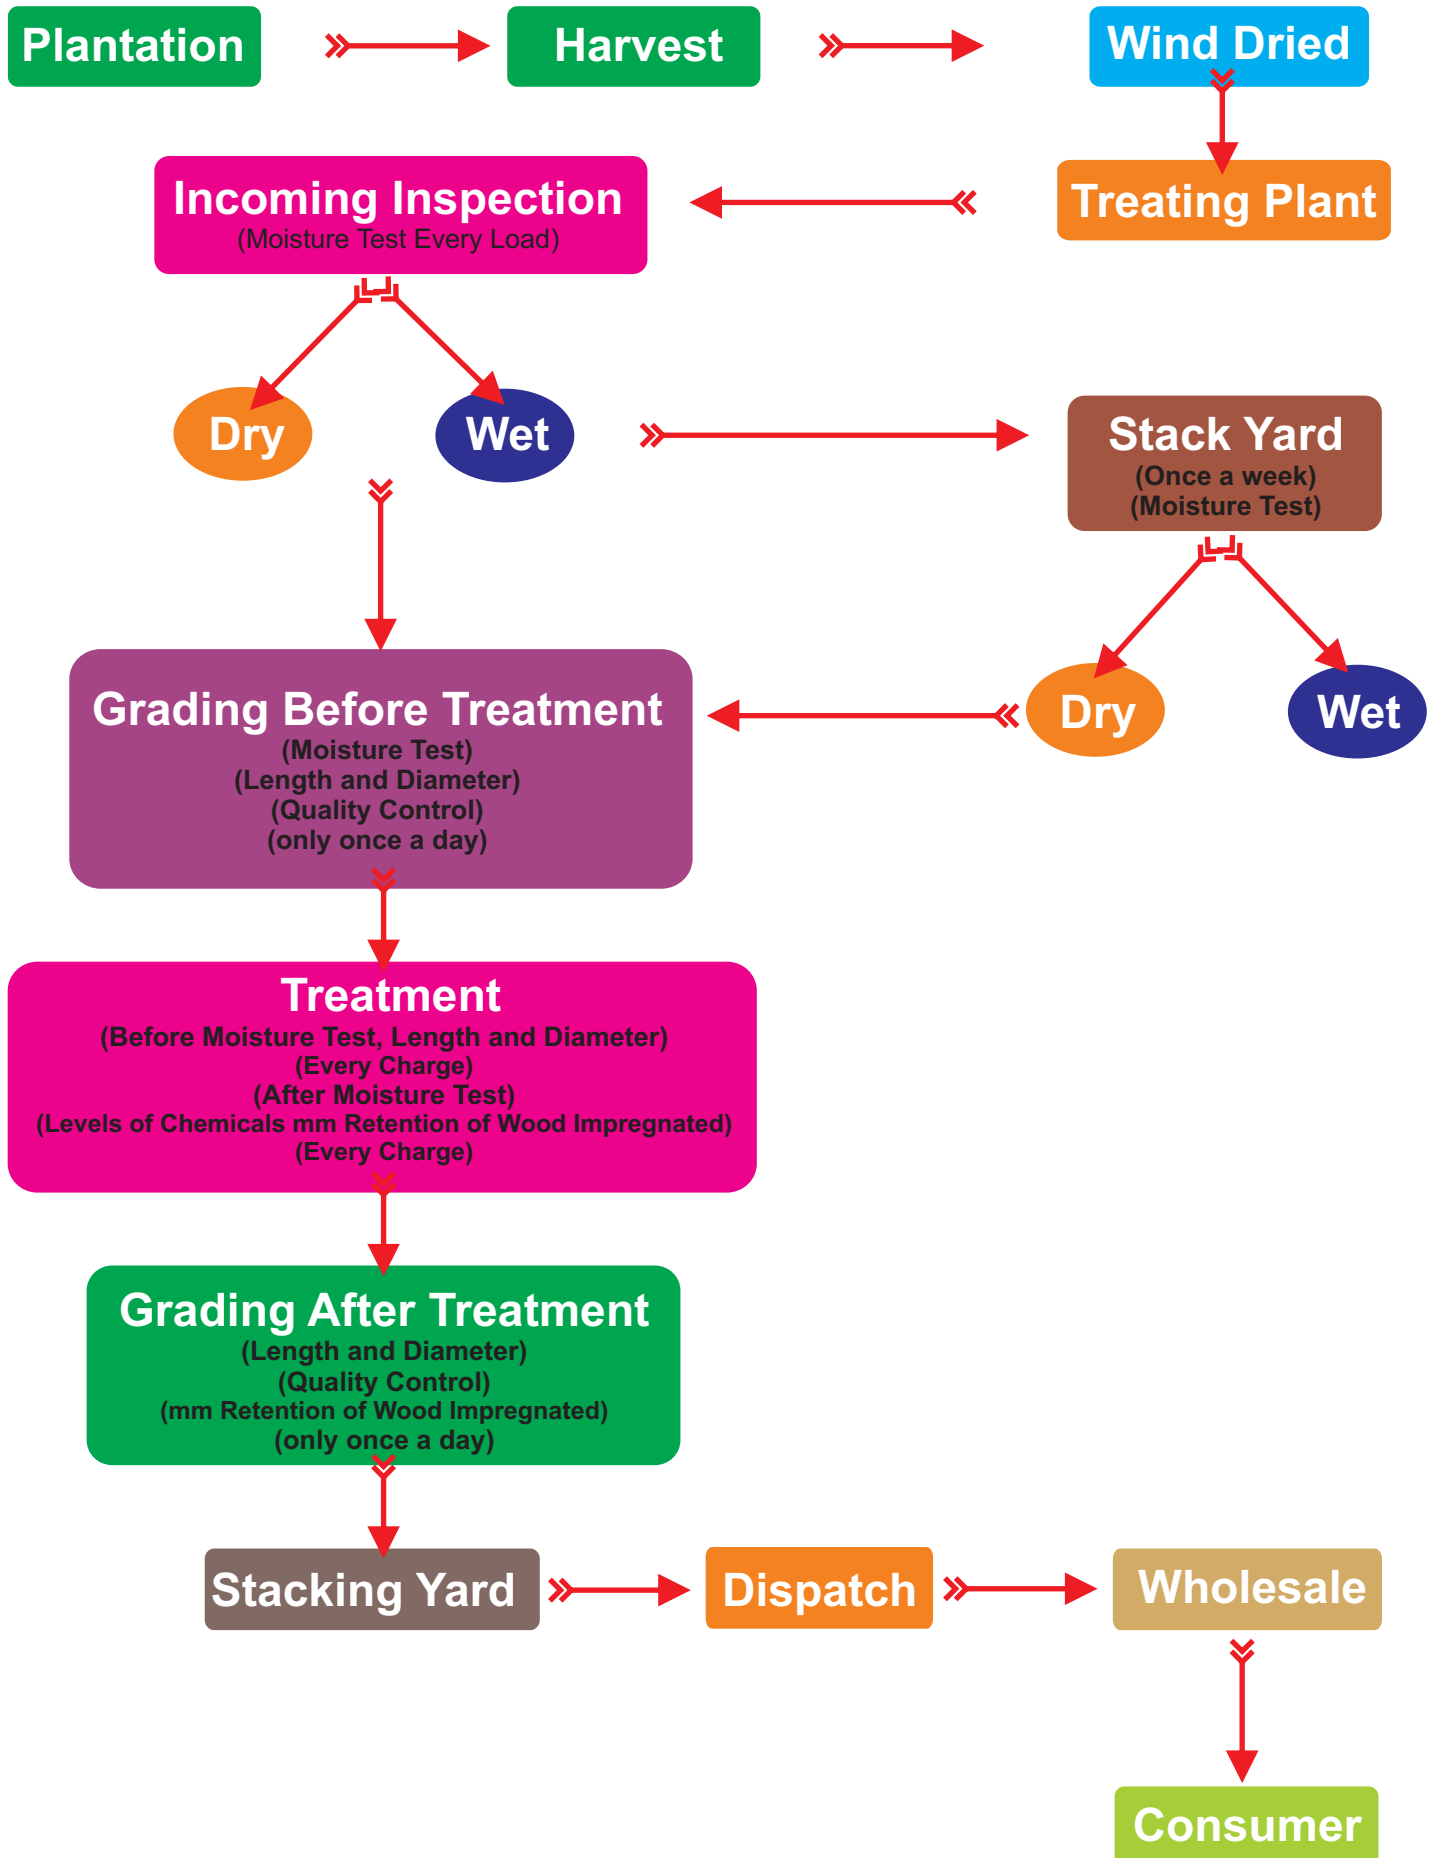 Plantation
Harvest
Wind Dried
Incoming Inspection
(Moisture Test Every Load)
Treating Plant
Dry
Wet
Stack Yard
(Once a week)
(Moisture Test)
Grading Before Treatment
(Moisture Test)
(Length and Diameter)
(Quality Control)
(only once a day)
Dry
Wet
Treatment
(Before Moisture Test, Length and Diameter)
(Every Charge)
(After Moisture Test)
(Levels of Chemicals mm Retention of Wood Impregnated)
(Every Charge)
Grading After Treatment
(Length and Diameter)
(Quality Control)
(mm Retention of Wood Impregnated)
(only once a day)
Stacking Yard
Dispatch
Wholesale
Consumer